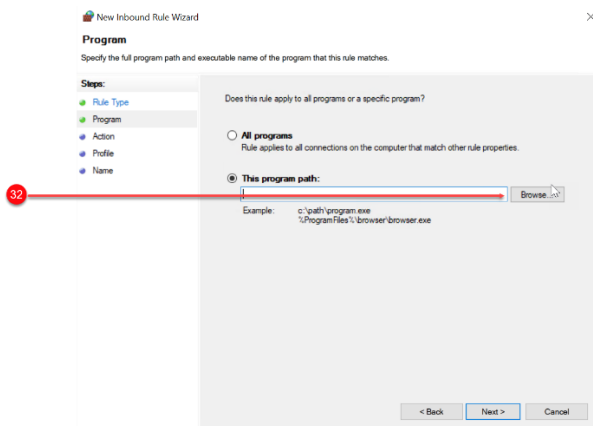 New Inbound Rule Wizard
Program
Specify the full program path and executable name of the program that this rule matches.
Steps:
Rule Type
Program
Action
Profile
Name
Does this rule apply to all programs or a specific program?
All programs
Rule applies to all connections on the computer that match other rule properties.
This program path:
32
Browse...
Example:
c:\path\program.exe
%ProgramFiles%\browser\browser.exe
< Back
Next >
Cancel